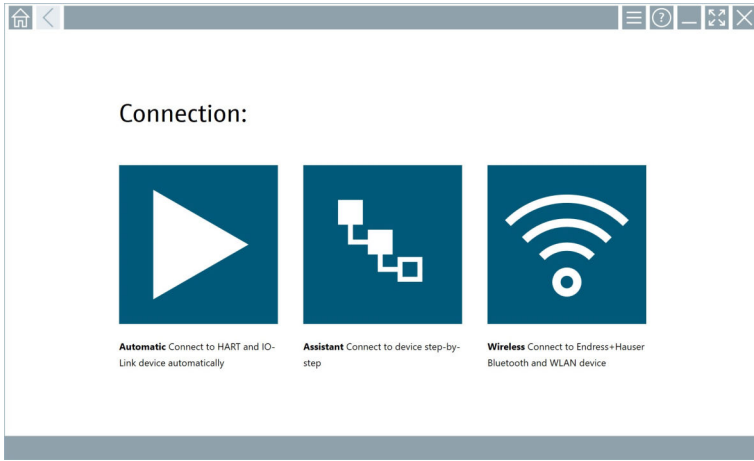 Connection:
Automatic Connect to HART and IO-
Link device automatically
Assistant Connect to device step-by-
step
Wireless Connect to Endress+Hauser
Bluetooth and WLAN device